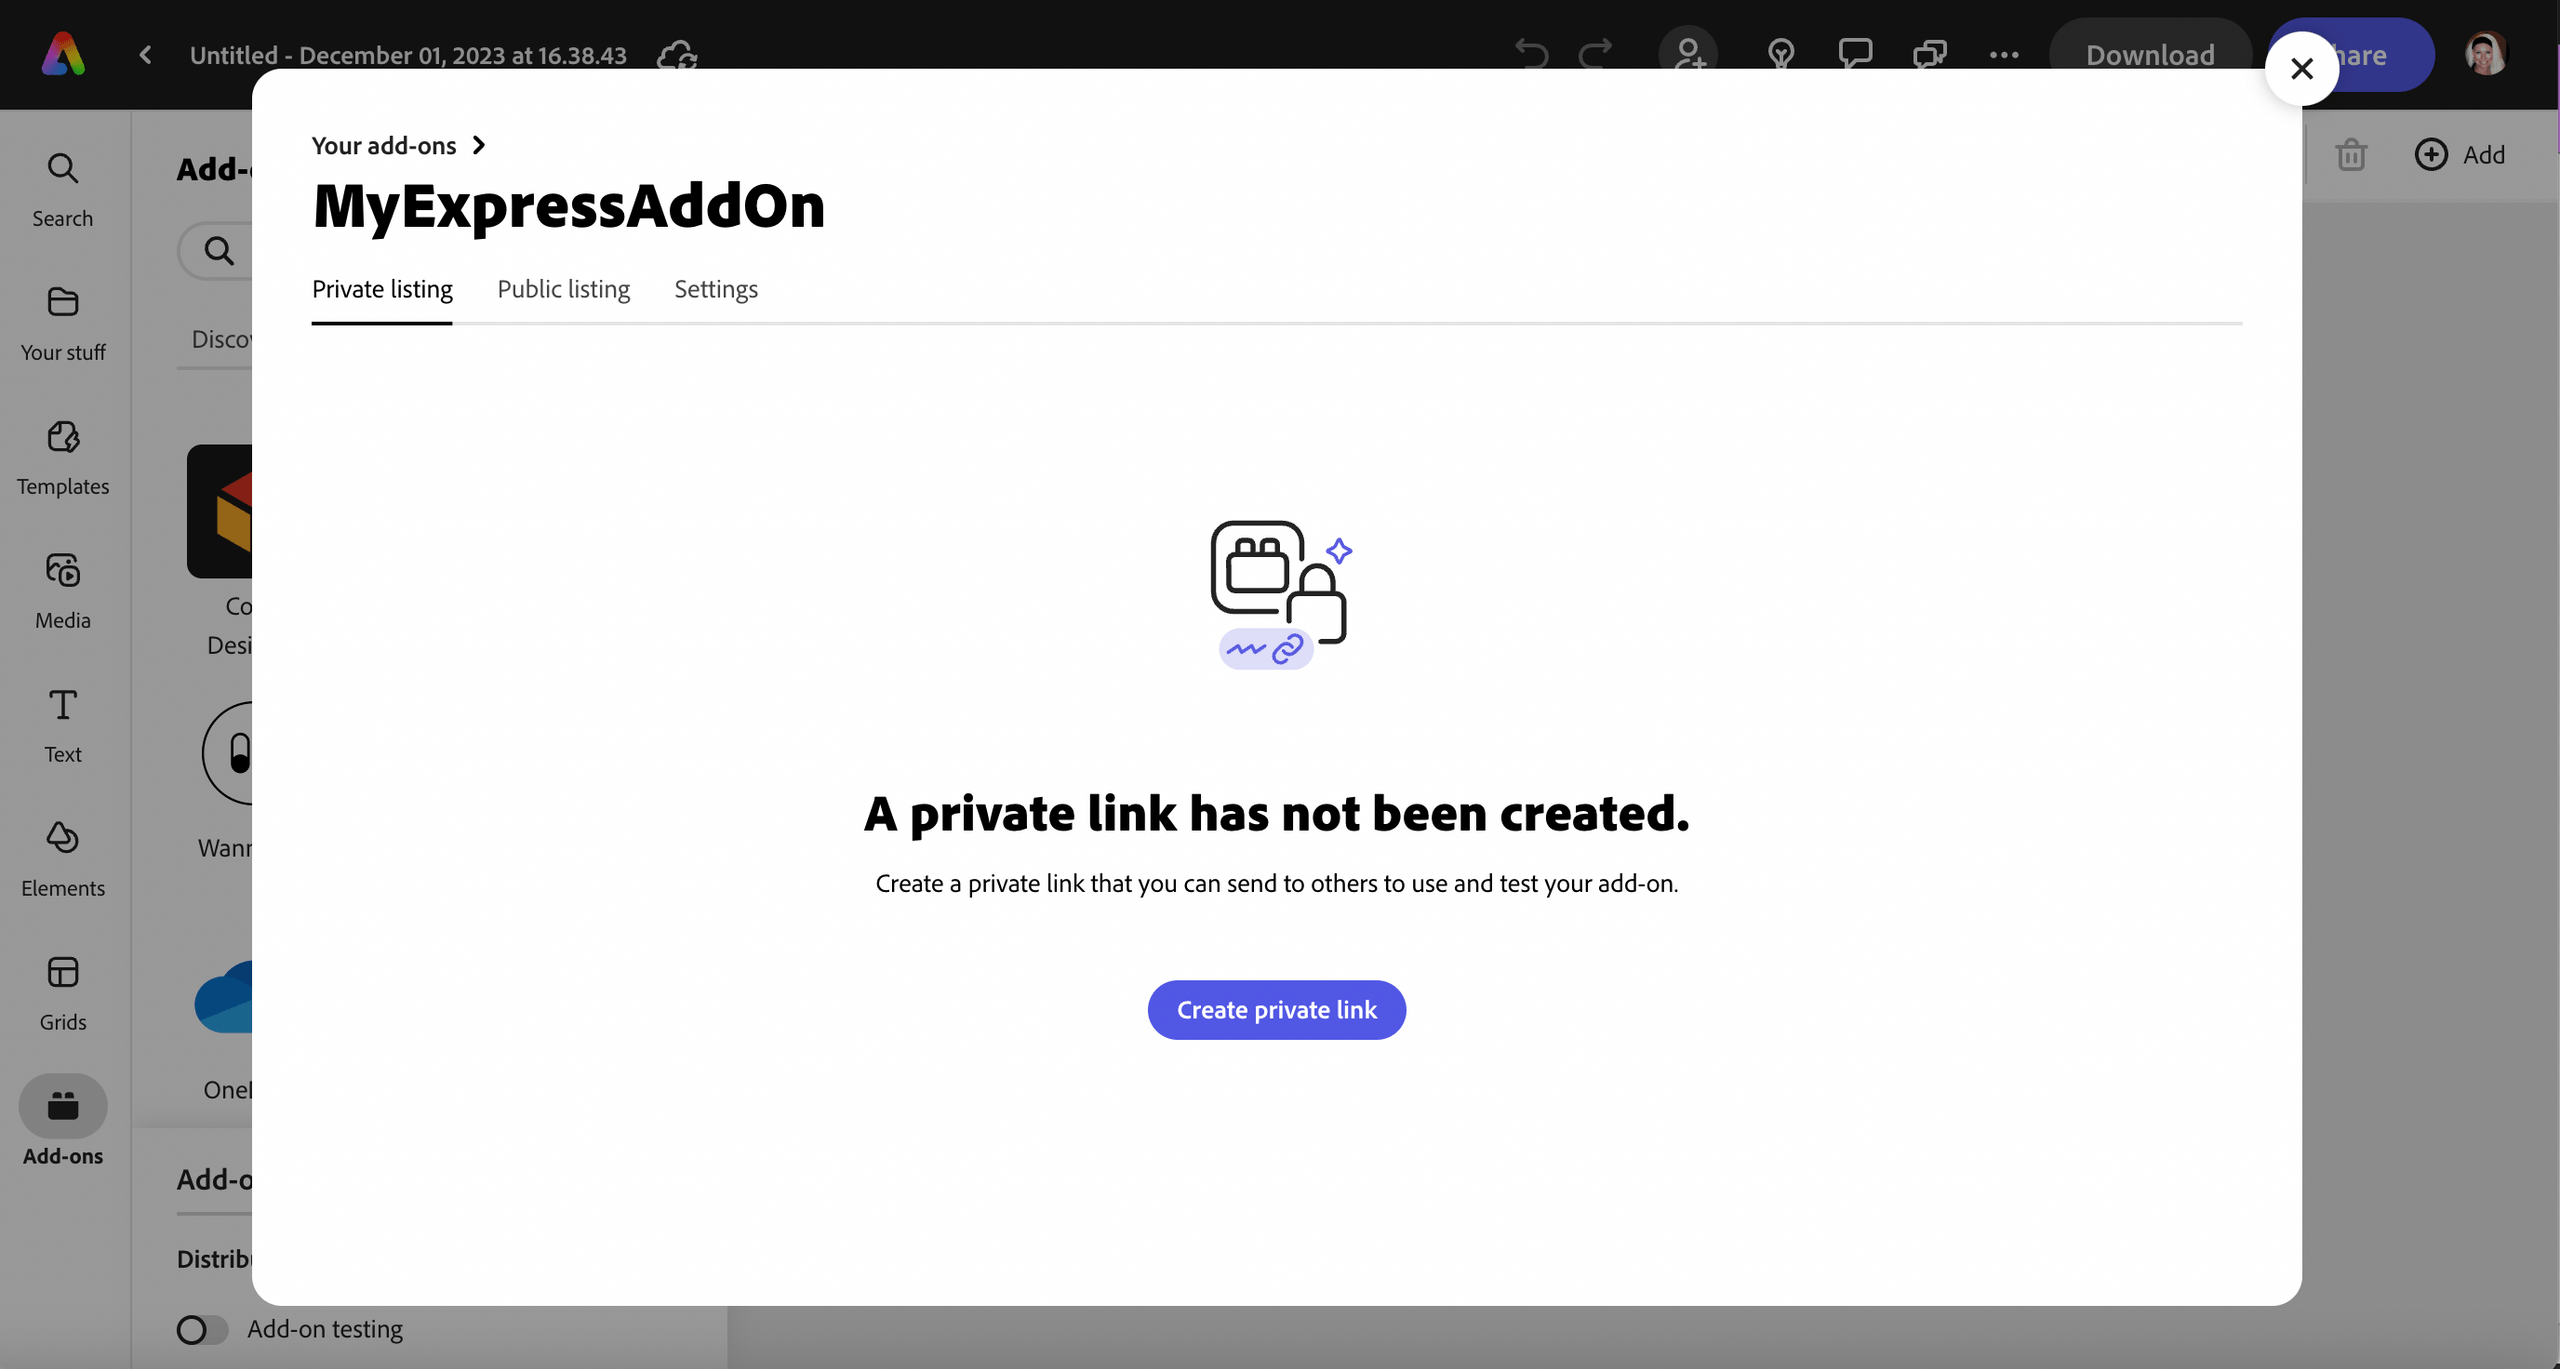 Untitled - December 01, 2023 at 16.38.43
Download
hare
Add
Search
Your stuff
Templates
Media
Text
Elements
Grids
Add-ons
Your add-ons
MyExpressAddOn
Private listing
Public listing
Settings
A private link has not been created.
Create a private link that you can send to others to use and test your add-on.
Create private link
Add-
Disco
Co
Desi
Wan
One
Add-o
Distrib
Add-on testing